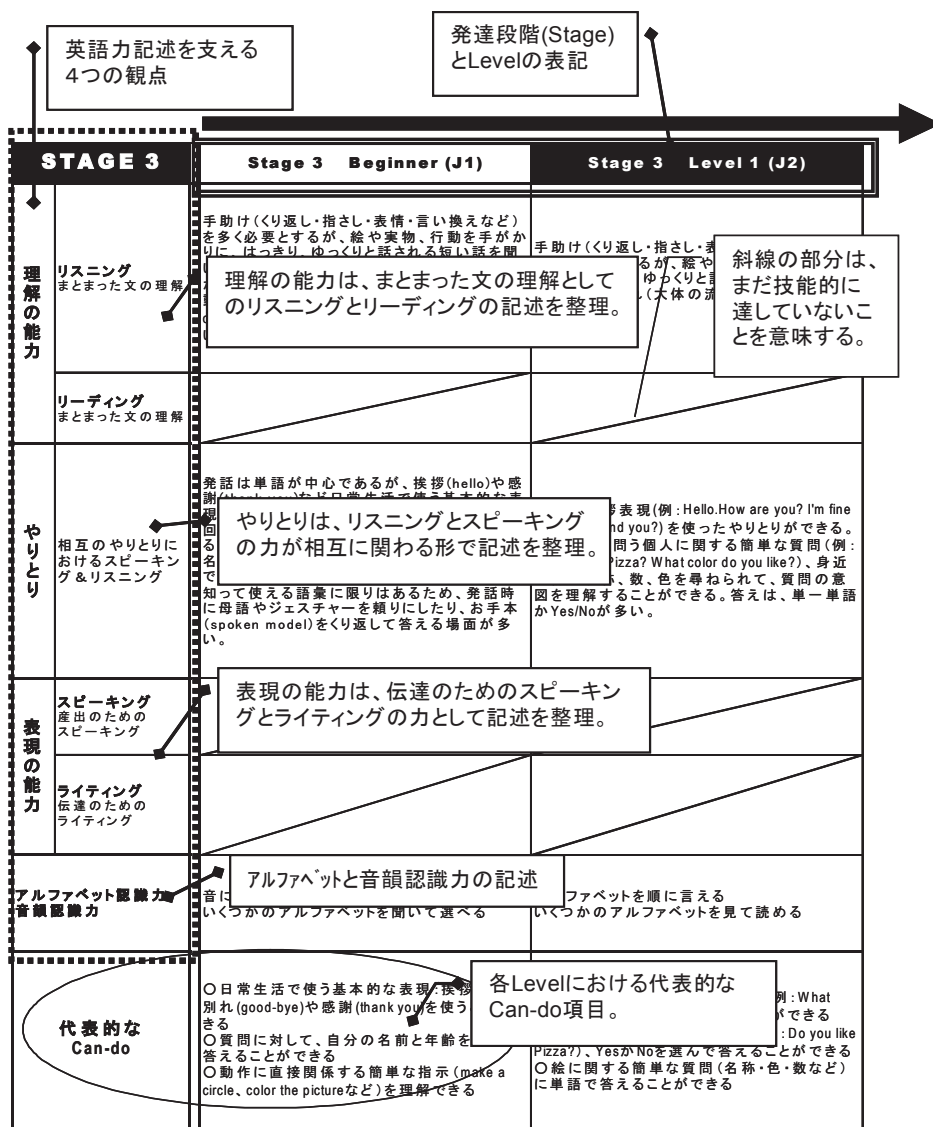 英語力記述を支える
4つの観点
発達段階(Stage)
とLevelの表記
STAGE 3
Stage 3 Beginner (J1)
Stage 3 Level 1 (J2)
理解の能力
リスニング
まとまった文の理解
手助け(くり返し・指さし・表情・言い換えなど)
を多く必要とするが、絵や実物、行動を手がか
りに、はっきり、ゆっくりと話される短い話を聞
理解の能力は、まとまった文の理解として
のリスニングとリーディングの記述を整理。
手助け(くり返し・指さし・
るが、絵や
ゆっくりと
(大体の流
斜線の部分は、
まだ技能的に
達していないこ
とを意味する。
リーディング
まとまった文の理解
やりとり
相互のやりとりに
おけるスピーキン
グ&リスニング
発話は単語が中心であるが、挨拶(hello)や感
やりとりは、リスニングとスピーキング
の力が相互に関わる形で記述を整理。
知って使える語彙に限りはあるため、発話時
に母語やジェスチャーを頼りにしたり、お手本
(spoken model)をくり返して答える場面が多
い。
表現(例:Hello.How are you? I'm fine
nd you?)を使ったやりとりができる。
問う個人に関する簡単な質問(例:
Pizza? What color do you like?)、身近
、数、色を尋ねられて、質問の意
図を理解することができる。答えは、単一単語
かYes/Noが多い。
表現の能力
スピーキング
産出のための
スピーキング
表現の能力は、伝達のためのスピーキン
グとライティングの力として記述を整理。
ライティング
伝達のための
ライティング
アルファベット認識力
音韻認識力
アルファベットと音韻認識力の記述
音に
いくつかのアルファベットを聞いて選べる
ファベットを順に言える
いくつかのアルファベットを見て読める
代表的な
Can-do
○日常生活で使う基本的な表現:挨拶
別れ(good-bye)や感謝(thank you)を使う
きる
○質問に対して、自分の名前と年齢を
答えることができる
○動作に直接関係する簡単な指示(make a
circle、color the pictureなど)を理解できる
各Levelにおける代表的な
Can-do項目。
例:What
ができる
:Do you like
Pizza?)、YesかNoを選んで答えることができる
○絵に関する簡単な質問(名称・色・数など)
に単語で答えることができる